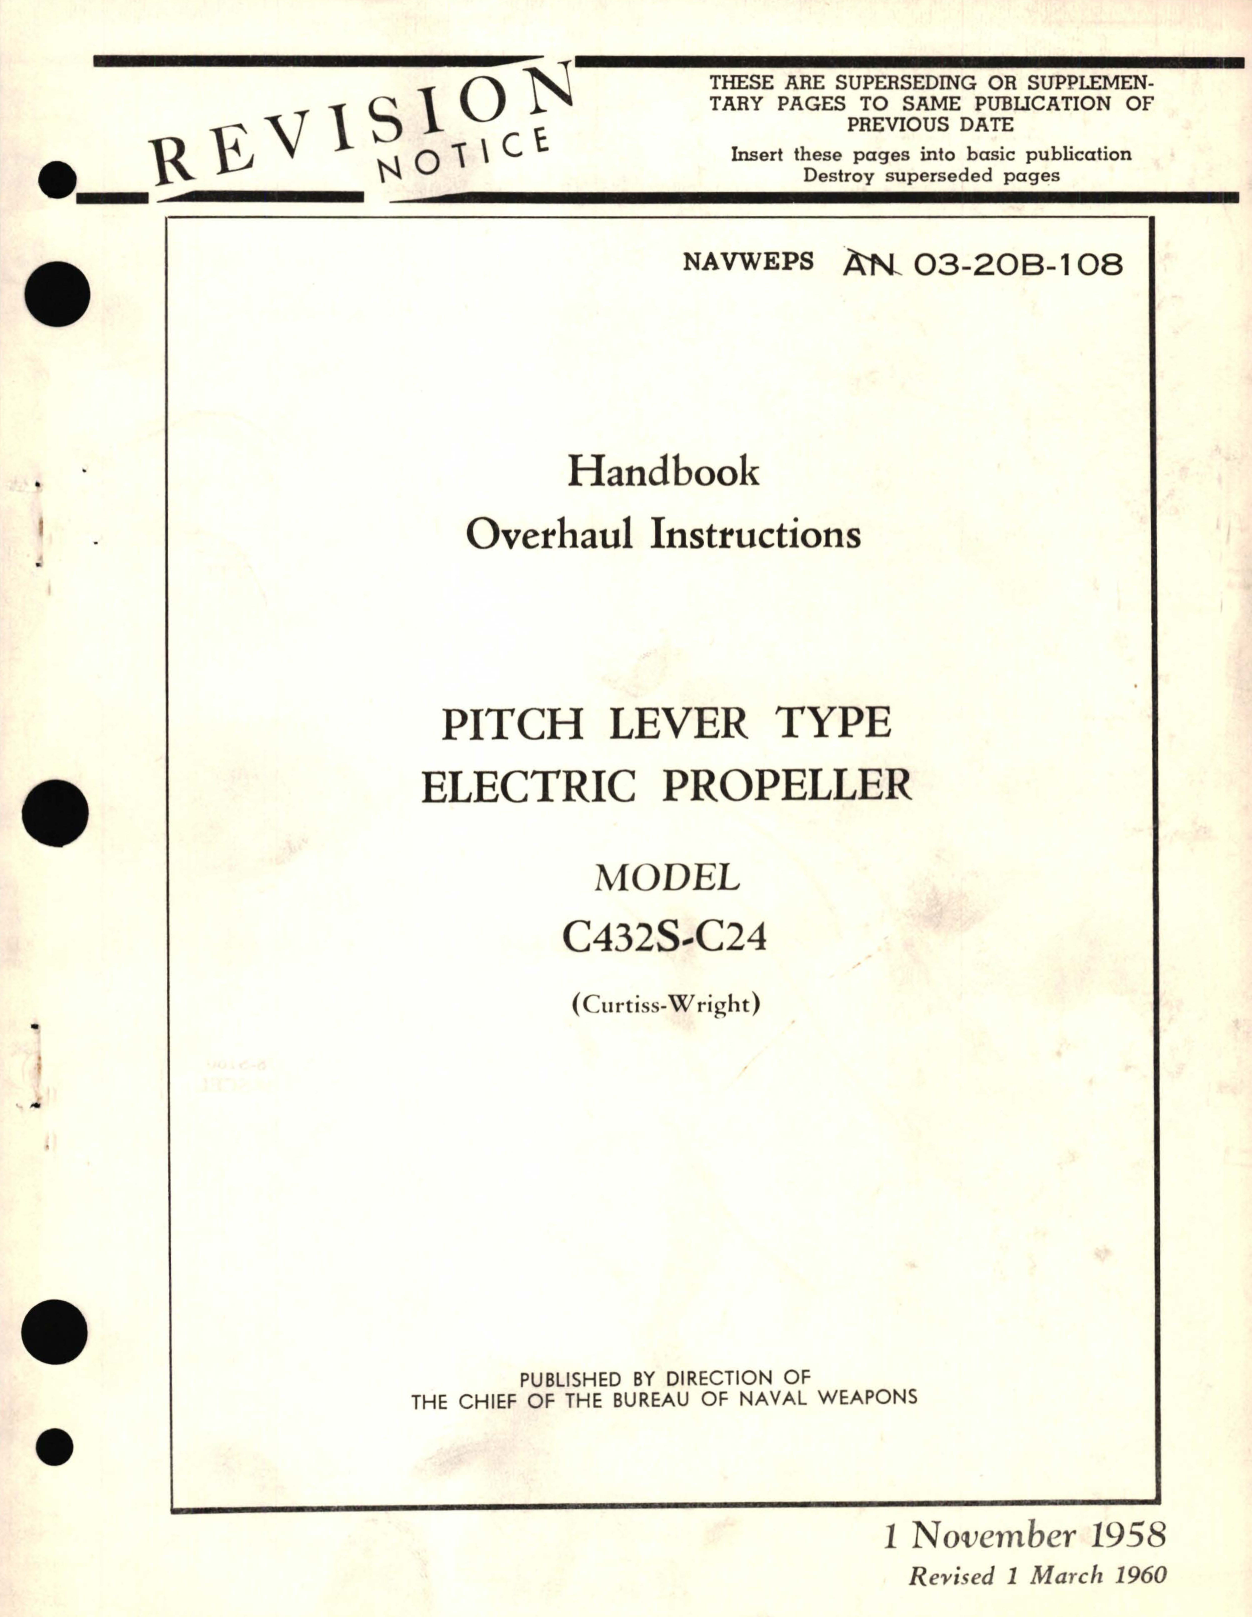 REVISION
NOTICE
THESE ARE SUPERSEDING OR SUPPLEMEN-
TARY PAGES TO SAME PUBLICATION OF
PREVIOUS DATE
Insert these pages into basic publication
Destroy superseded pages
NAVWEPS AN 03-20B-108
Handbook
Overhaul Instructions
PITCH LEVER TYPE
ELECTRIC PROPELLER
MODEL
C432S-C24
(Curtiss-Wright)
PUBLISHED BY DIRECTION OF
THE CHIEF OF THE BUREAU OF NAVAL WEAPONS
1 November 1958
Revised 1 March 1960